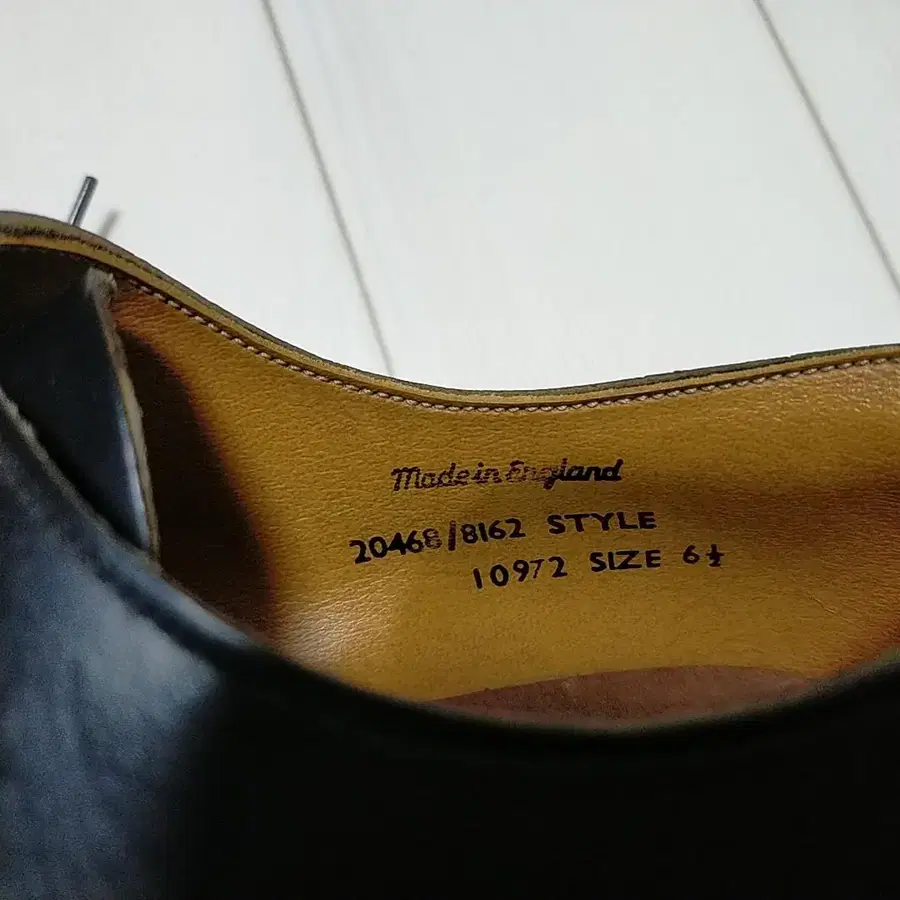 Made in England
20468/8162 STYLE
10972 SIZE 6½